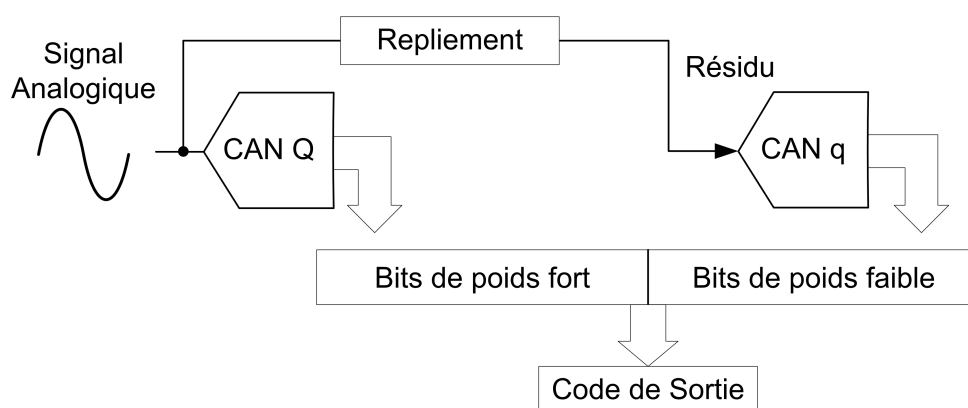 Signal
Analogique
Repliement
Résidu
CAN Q
CAN q
Bits de poids fort
Bits de poids faible
Code de Sortie